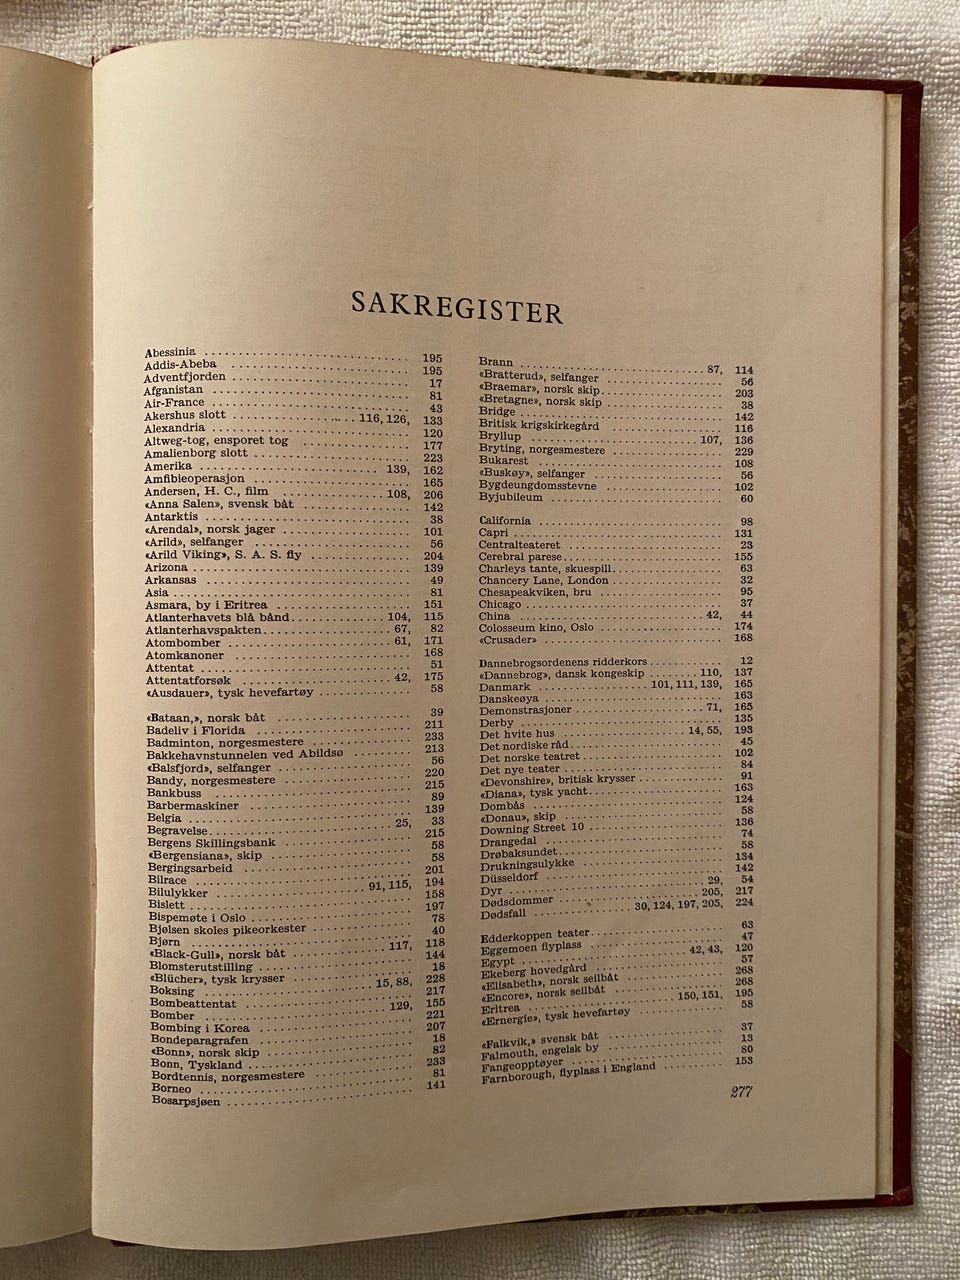 SAKREGISTER
Abessinia 195
Addis-Abeba 195
Adventfjorden 17
Afganistan 81
Air-France 43
Akershus slott 116, 126, 133
Alexandria 120
Altweg-tog, ensporet tog 177
Amalienborg slott 223
Amerika 139, 162
Amfibieoperasjon 165
Andersen, H. C., film 108, 206
«Anna Salen», svensk båt 142
Antarktis 38
«Arendal», norsk jager 101
«Arild», selfanger 56
«Arild Viking», S. A. S. fly 204
Arizona 139
Arkansas 49
Asia 81
Asmara, by i Eritrea 151
Atlanterhavets blå bånd 104, 115
Atlanterhavspakten 67, 82
Atombomber 61, 171
Atomkanoner 168
Attentat 51
Attentatforsøk 42, 175
«Ausdauer», tysk hevefartøy 58
«Bataan,», norsk båt 39
Badeliv i Florida 211
Badminton, norgesmestere 233
Bakkehavnstunnelen ved Abildsø 213
«Balsfjord», selfanger 56
Bandy, norgesmestere 220
Bankbuss 215
Barbermaskiner 89
Belgia 139
Begravelse 25, 33
Bergens Skillingsbank 215
«Bergensiana», skip 58
Bergingsarbeid 58
Bilrace 201
Bilulykker 91, 115, 194
Bislett 158
Bispemøte i Oslo 197
Bjølsen skoles pikeorkester 78
Bjørn 40
«Black-Gull», norsk båt 117, 118
Blomsterutstilling 144
«Blücher», tysk krysser 18
Boksing 15, 88, 228
Bombeattentat 217
Bomber 129, 155
Bombing i Korea 221
Bondeparagrafen 207
«Bonn», norsk skip 18
Bonn, Tyskland 82
Bordtennis, norgesmestere 233
Borneo 81
Bosarpsjøen 141
Brann 87, 114
«Bratterud», selfanger 56
«Braemar», norsk skip 203
«Bretagne», norsk skip 38
Bridge 142
Britisk krigskirkegård 116
Bryllup 107, 136
Bryting, norgesmestere 229
Bukarest 108
«Buskøy», selfanger 56
Bygdeungdomsstevne 102
Byjubileum 60
California 98
Capri 131
Centralteateret 23
Cerebral parese 155
Charleys tante, skuespill 63
Chancery Lane, London 32
Chesapeakviken, bru 95
Chicago 37
China 42, 44
Colosseum kino, Oslo 174
«Crusader» 168
Dannebrogsordenens ridderkors 12
«Dannebrog», dansk kongeskip 110, 137
Danmark 101, 111, 139, 165
Danskeøya 163
Demonstrasjoner 71, 165
Derby 135
Det hvite hus 14, 55, 193
Det nordiske råd 45
Det norske teatret 102
Det nye teater 84
«Devonshire», britisk krysser 91
«Diana», tysk yacht 163
Dombås 124
«Donau», skip 58
Downing Street 10 136
Drangedal 74
Drøbaksundet 58
Drukningsulykke 134
Düsseldorf 142
Dyr 29, 54
Dødsdommer 205, 217
Dødsfall 30, 124, 197, 205, 224
Edderkoppen teater 63
Eggemoen flyplass 47
Egypt 42, 43, 120
Ekeberg hovedgård 57
«Elisabeth», norsk seilbåt 268
«Encore», norsk seilbåt 268
Eritrea 150, 151, 195
«Ernergie», tysk hevefartøy 58
«Falkvik,» svensk båt 37
Falmouth, engelsk by 13
Fangeopptøyer 80
Farnborough, flyplass i England 153
277